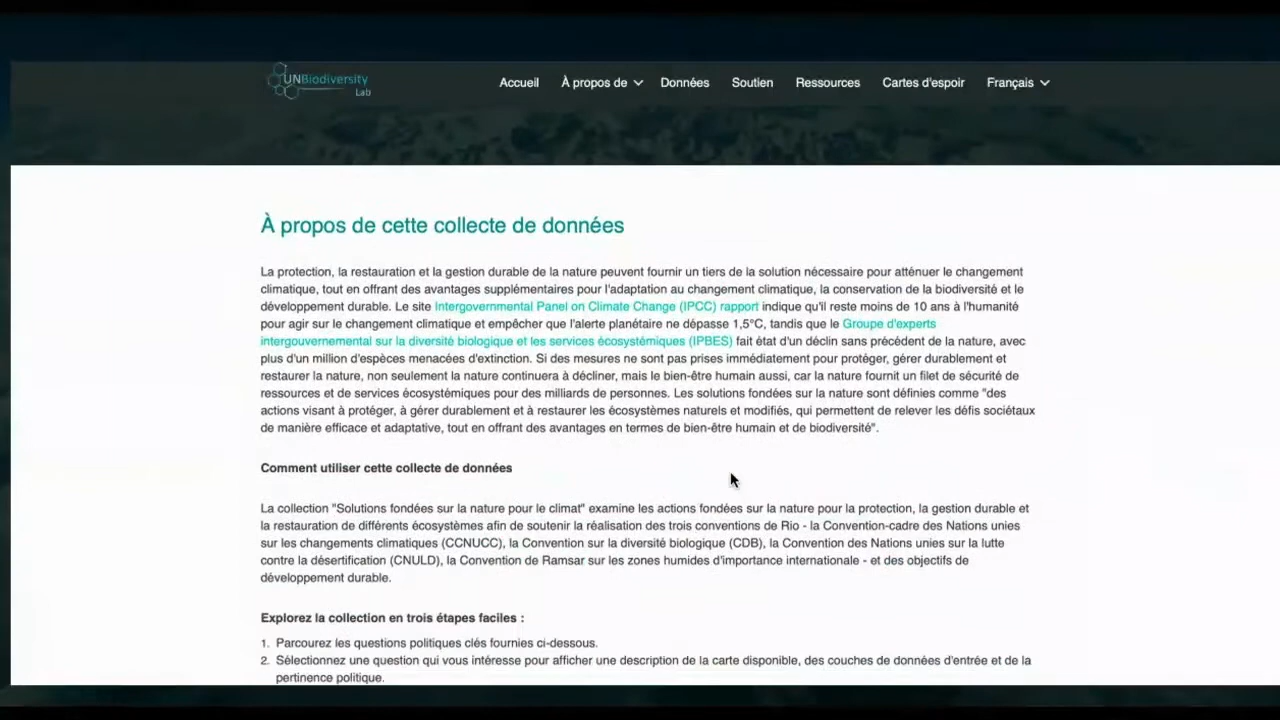 UNBiodiversity
Lab
Accueil À propos de Données Soutien Ressources Cartes d'espoir Français
À propos de cette collecte de données
La protection, la restauration et la gestion durable de la nature peuvent fournir un tiers de la solution nécessaire pour atténuer le changement
climatique, tout en offrant des avantages supplémentaires pour l'adaptation au changement climatique, la conservation de la biodiversité et le
développement durable. Le site Intergovernmental Panel on Climate Change (IPCC) rapport indique qu'il reste moins de 10 ans à l'humanité
pour agir sur le changement climatique et empêcher que l'alerte planétaire ne dépasse 1,5°C, tandis que le Groupe d'experts
intergouvernemental sur la diversité biologique et les services écosystémiques (IPBES) fait état d'un déclin sans précédent de la nature, avec
plus d'un million d'espèces menacées d'extinction. Si des mesures ne sont pas prises immédiatement pour protéger, gérer durablement et
restaurer la nature, non seulement la nature continuera à décliner, mais le bien-être humain aussi, car la nature fournit un filet de sécurité de
ressources et de services écosystémiques pour des milliards de personnes. Les solutions fondées sur la nature sont définies comme "des
actions visant à protéger, à gérer durablement et à restaurer les écosystèmes naturels et modifiés, qui permettent de relever les défis sociétaux
de manière efficace et adaptative, tout en offrant des avantages en termes de bien-être humain et de biodiversité".
Comment utiliser cette collecte de données
La collection "Solutions fondées sur la nature pour le climat" examine les actions fondées sur la nature pour la protection, la gestion durable et
la restauration de différents écosystèmes afin de soutenir la réalisation des trois conventions de Rio - la Convention-cadre des Nations unies
sur les changements climatiques (CCNUCC), la Convention sur la diversité biologique (CDB), la Convention des Nations unies sur la lutte
contre la désertification (CNULD), la Convention de Ramsar sur les zones humides d'importance internationale - et des objectifs de
développement durable.
Explorez la collection en trois étapes faciles :
1. Parcourez les questions politiques clés fournies ci-dessous.
2. Sélectionnez une question qui vous intéresse pour afficher une description de la carte disponible, des couches de données d'entrée et de la
pertinence politique.